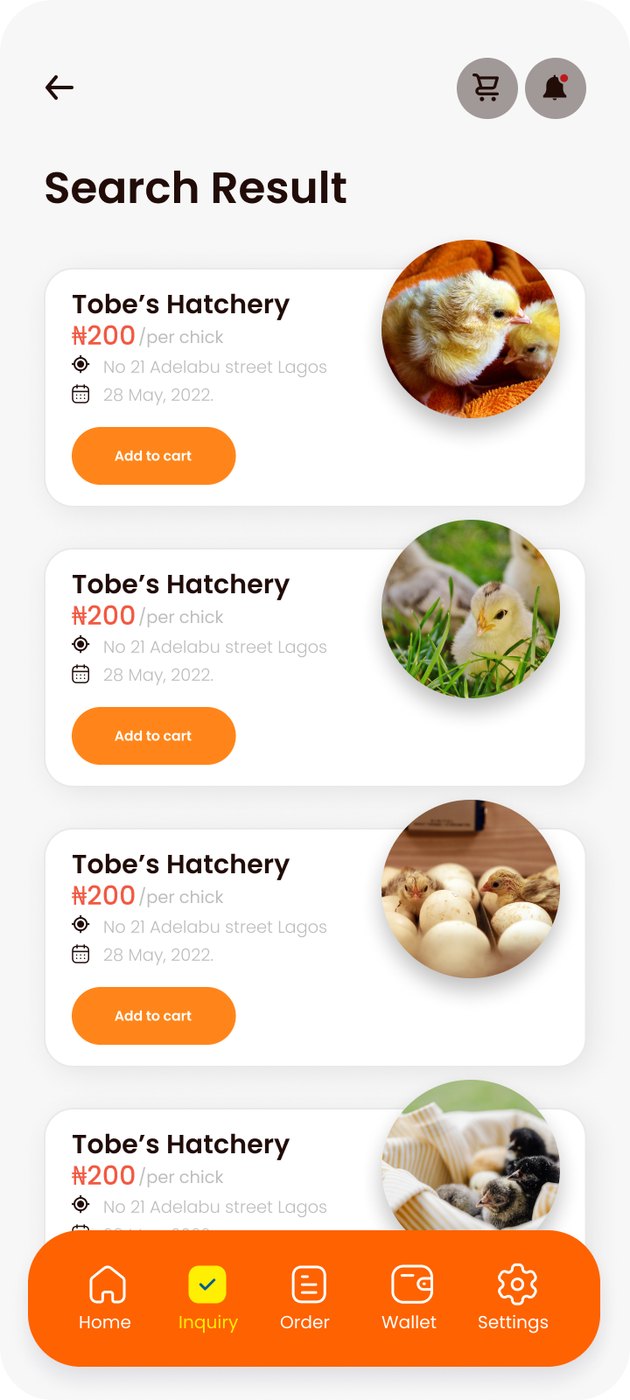 Search Result
Tobe's Hatchery
₦200 /per chick
No 21 Adelabu street Lagos
28 May, 2022.
Add to cart
Tobe's Hatchery
₦200 /per chick
No 21 Adelabu street Lagos
28 May, 2022.
Add to cart
Tobe's Hatchery
₦200 /per chick
No 21 Adelabu street Lagos
28 May, 2022.
Add to cart
Tobe's Hatchery
₦200 /per chick
No 21 Adelabu street Lagos
Home Inquiry Order Wallet Settings